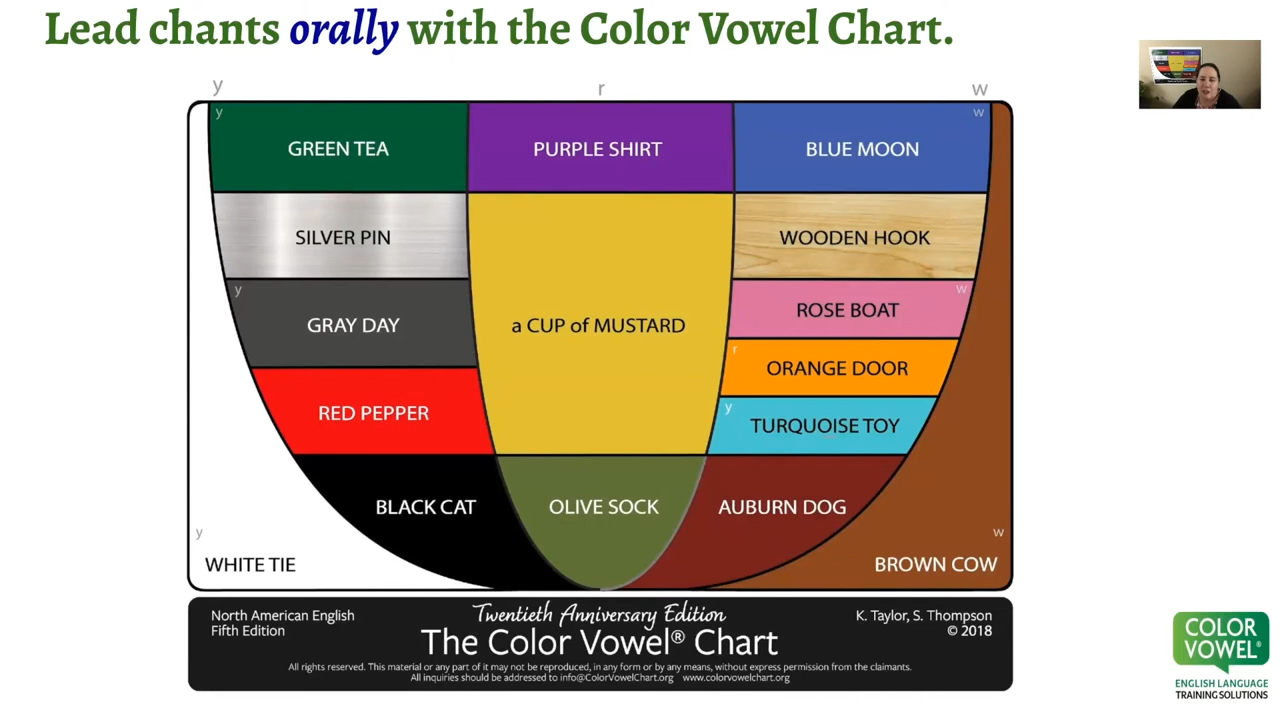 Lead chants orally with the Color Vowel Chart.
y r w
y w
GREEN TEA PURPLE SHIRT BLUE MOON
SILVER PIN WOODEN HOOK
y w
ROSE BOAT
GRAY DAY a CUP of MUSTARD
r
ORANGE DOOR
y
RED PEPPER TURQUOISE TOY
BLACK CAT OLIVE SOCK AUBURN DOG
y w
WHITE TIE BROWN COW
North American English
Fifth Edition
Twentieth Anniversary Edition
The Color Vowel® Chart
K. Taylor, S. Thompson
© 2018
All rights reserved. This material or any part of it may not be reproduced, in any form or by any means, without express permission from the claimants.
All inquiries should be addressed to info@ColorVowelChart.org www.colorvowelchart.org
COLOR
VOWEL®
ENGLISH LANGUAGE
TRAINING SOLUTIONS